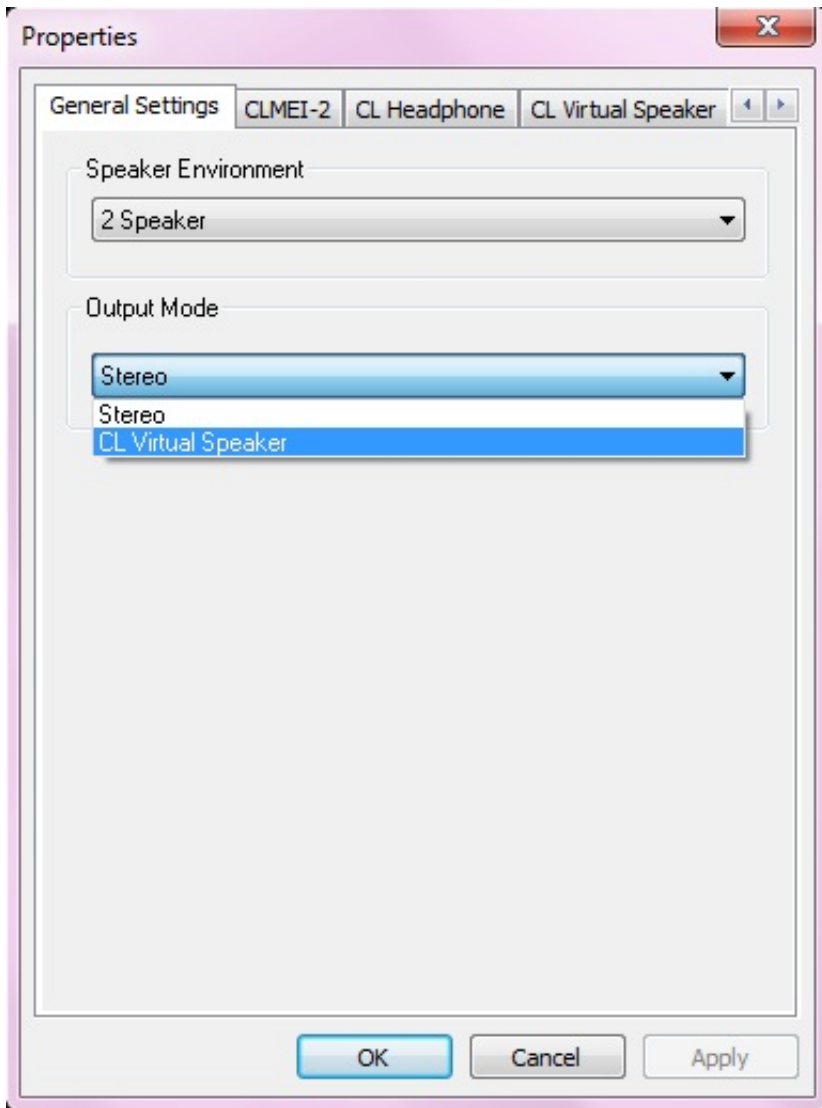 Properties
General Settings CLMEI-2 CL Headphone CL Virtual Speaker
Speaker Environment
2 Speaker
Output Mode
Stereo
Stereo
CL Virtual Speaker
OK Cancel Apply